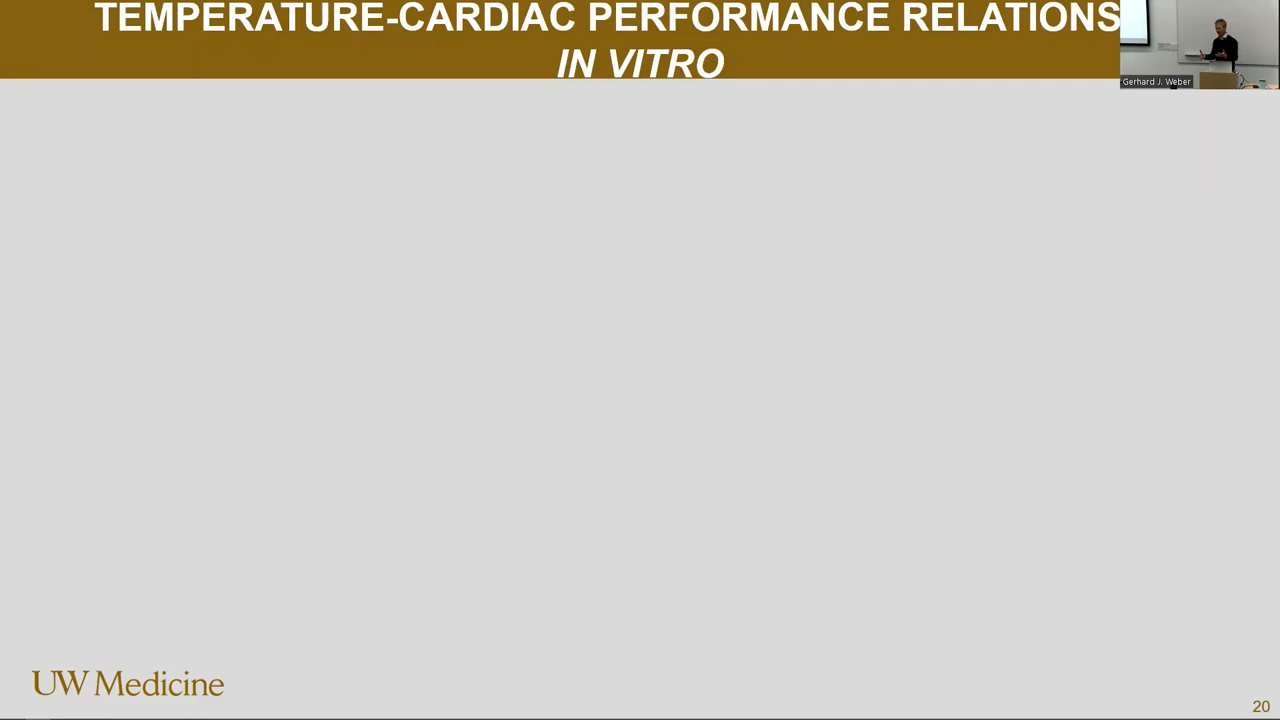 TEMPERATURE-CARDIAC PERFORMANCE RELATIONS
IN VITRO
Gerhard J. Weber
UW Medicine
20